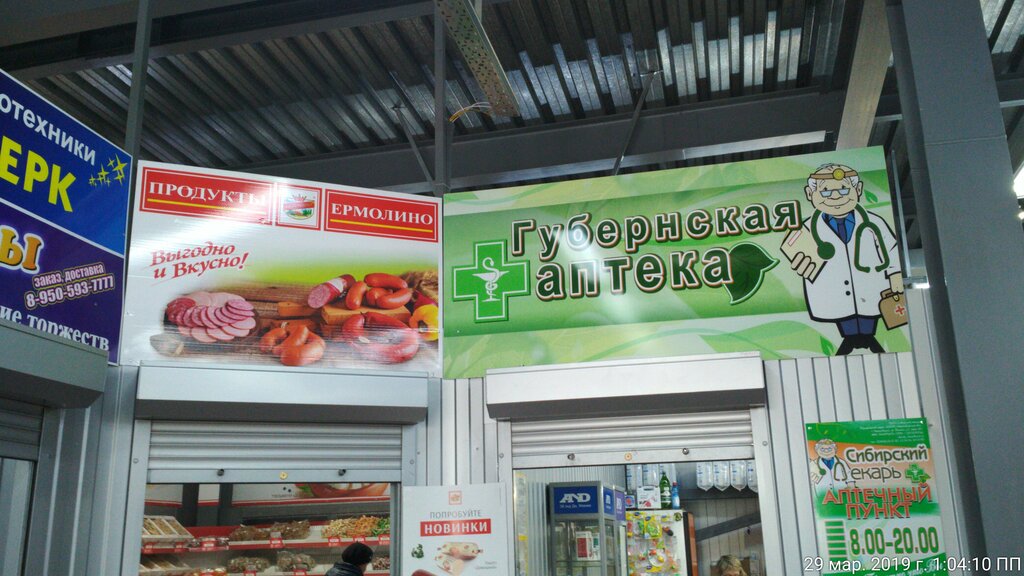 отехники
ЕРК
Ы
заказ, доставка
8-950-593-7777
ие торжеств
ПРОДУКТЫ
ЕРМОЛИНО
Выгодно
и Вкусно!
Губернская
аптека
ПОПРОБУЙТЕ
НОВИНКИ
AND
Сибирский
лекарь
АПТЕЧНЫЙ
ПУНКТ
8.00-20.00
29 мар. 2019 г. 1:04:10 ПП